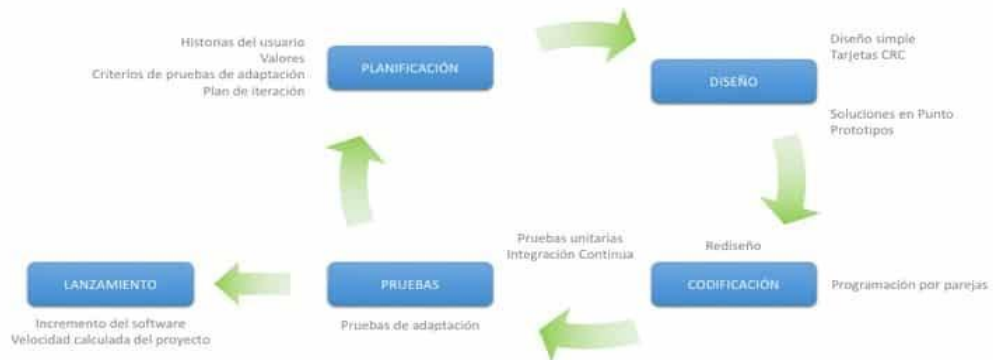 Historias del usuario
Valores
Criterios de pruebas de adaptación
Plan de iteración
PLANIFICACIÓN
Diseño simple
Tarjetas CRC
DISEÑO
Soluciones en Punto
Prototipos
Rediseño
CODIFICACIÓN
Programación por parejas
Pruebas unitarias
Integración Continua
PRUEBAS
Pruebas de adaptación
LANZAMIENTO
Incremento del software
Velocidad calculada del proyecto